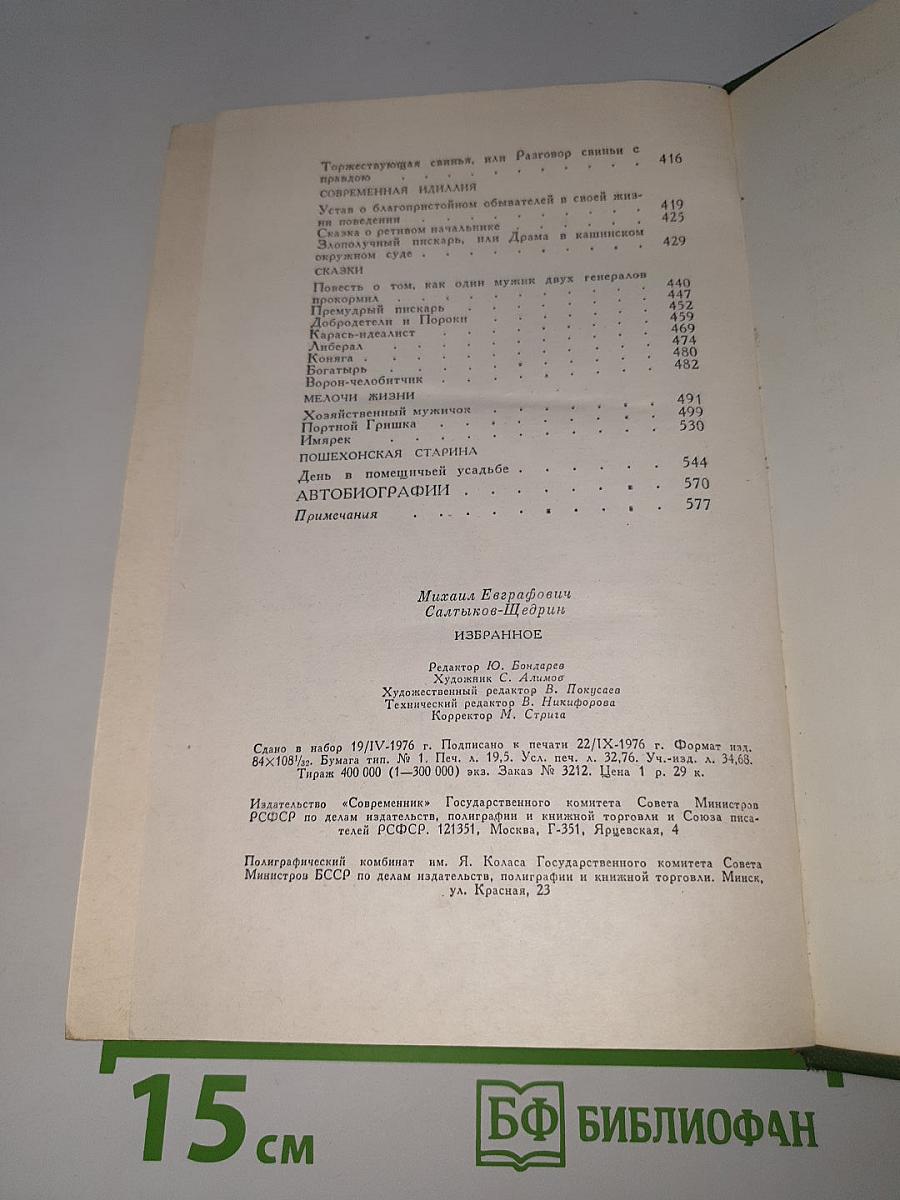 Торжествующая свинья, или Разговор свиньи с
правдою . . . . . . . . . . 416
СОВРЕМЕННАЯ ИДИЛЛИЯ
Устав о благопристойном обывателей в своей жиз-
ни поведении . . . . . . . . . . 419
Сказка о ретивом начальнике . . . . . . 425
Злополучный пискарь, или Драма в кашинском
окружном суде . . . . . . . . . . 429
СКАЗКИ
Повесть о том, как один мужик двух генералов
прокормил . . . . . . . . . . 440
Премудрый пискарь . . . . . . . . 447
Добродетели и Пороки . . . . . . . 452
Карась-идеалист . . . . . . . . 459
Либерал . . . . . . . . . . 469
Коняга . . . . . . . . . . 474
Богатырь . . . . . . . . . . 480
Ворон-челобитчик . . . . . . . . 482
МЕЛОЧИ ЖИЗНИ
Хозяйственный мужичок . . . . . . . 491
Портной Гришка . . . . . . . . 499
Имярек . . . . . . . . . . 530
ПОШЕХОНСКАЯ СТАРИНА
День в помещичьей усадьбе . . . . . . 544
АВТОБИОГРАФИИ . . . . . . . . 570
Примечания . . . . . . . . . . 577
Михаил Евграфович
Салтыков-Щедрин
ИЗБРАННОЕ
Редактор Ю. Бондарев
Художник С. Алимов
Художественный редактор В. Покусаев
Технический редактор В. Никифорова
Корректор М. Стрига
Сдано в набор 19/IV-1976 г. Подписано к печати 22/IX-1976 г. Формат изд.
84×108¹/₃₂. Бумага тип. № 1. Печ. л. 19,5. Усл. печ. л. 32,76. Уч.-изд. л. 34,68.
Тираж 400 000 (1—300 000) экз. Заказ № 3212. Цена 1 р. 29 к.
Издательство «Современник» Государственного комитета Совета Министров
РСФСР по делам издательств, полиграфии и книжной торговли и Союза писа-
телей РСФСР. 121351, Москва, Г-351, Ярцевская, 4
Полиграфический комбинат им. Я. Коласа Государственного комитета Совета
Министров БССР по делам издательств, полиграфии и книжной торговли. Минск,
ул. Красная, 23
15 см
БФ БИБЛИОФАН